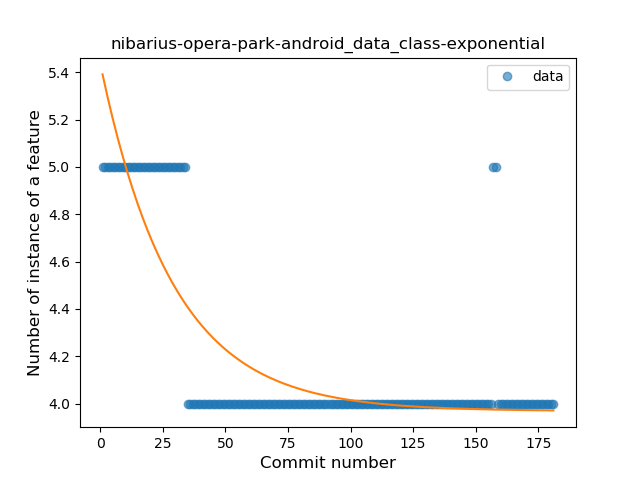 nibarius-opera-park-android_data_class-exponential
data
Number of instance of a feature
5.4
5.2
5.0
4.8
4.6
4.4
4.2
4.0
0 25 50 75 100 125 150 175
Commit number